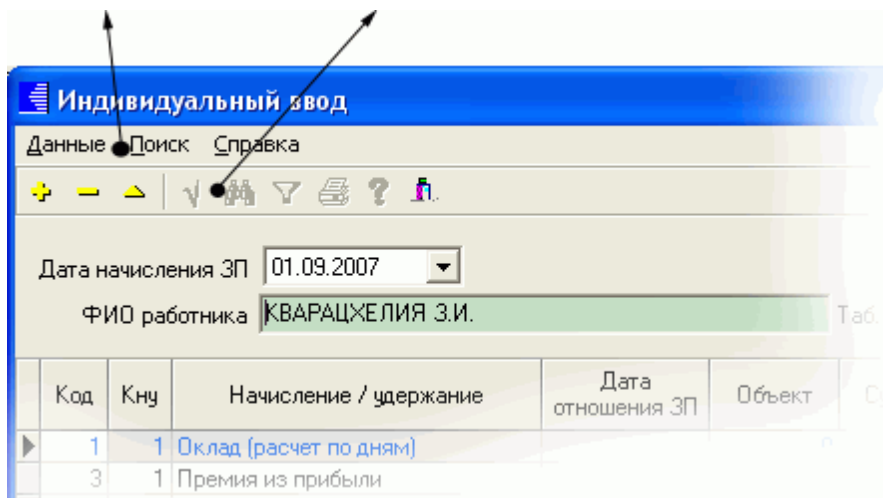 Индивидуальный ввод
Данные Поиск Справка
Дата начисления ЗП 01.09.2007
ФИО работника КВАРАЦХЕЛИЯ З.И. Таб.
Код Кну Начисление / удержание Дата отношения ЗП Объект
1 1 Оклад (расчет по дням) 0
3 1 Премия из прибыли